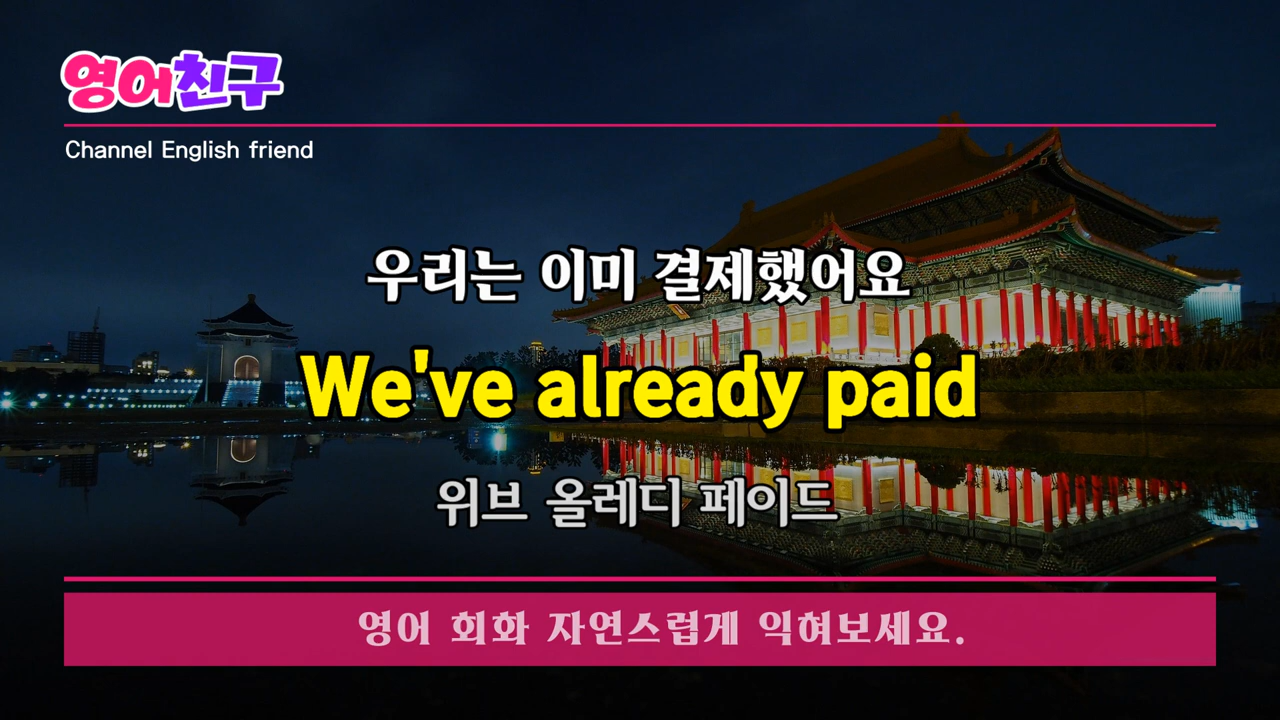 영어친구
Channel English friend
우리는 이미 결제했어요
We've already paid
위브 올레디 페이드
영어 회화 자연스럽게 익혀보세요.